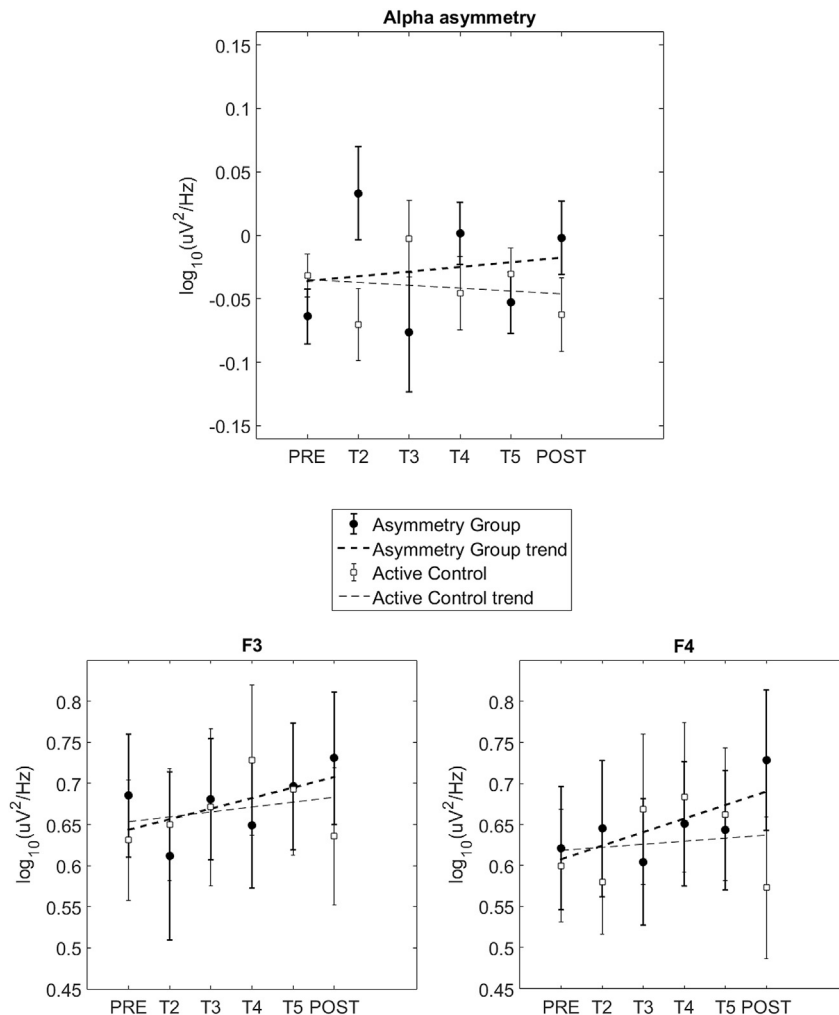 Alpha asymmetry
0.15
0.1
0.05
0
-0.05
-0.1
-0.15
log10(uV2/Hz)
PRE T2 T3 T4 T5 POST
Asymmetry Group
Asymmetry Group trend
Active Control
Active Control trend
F3
0.8
0.75
0.7
0.65
0.6
0.55
0.5
0.45
log10(uV2/Hz)
PRE T2 T3 T4 T5 POST
F4
0.8
0.75
0.7
0.65
0.6
0.55
0.5
0.45
log10(uV2/Hz)
PRE T2 T3 T4 T5 POST